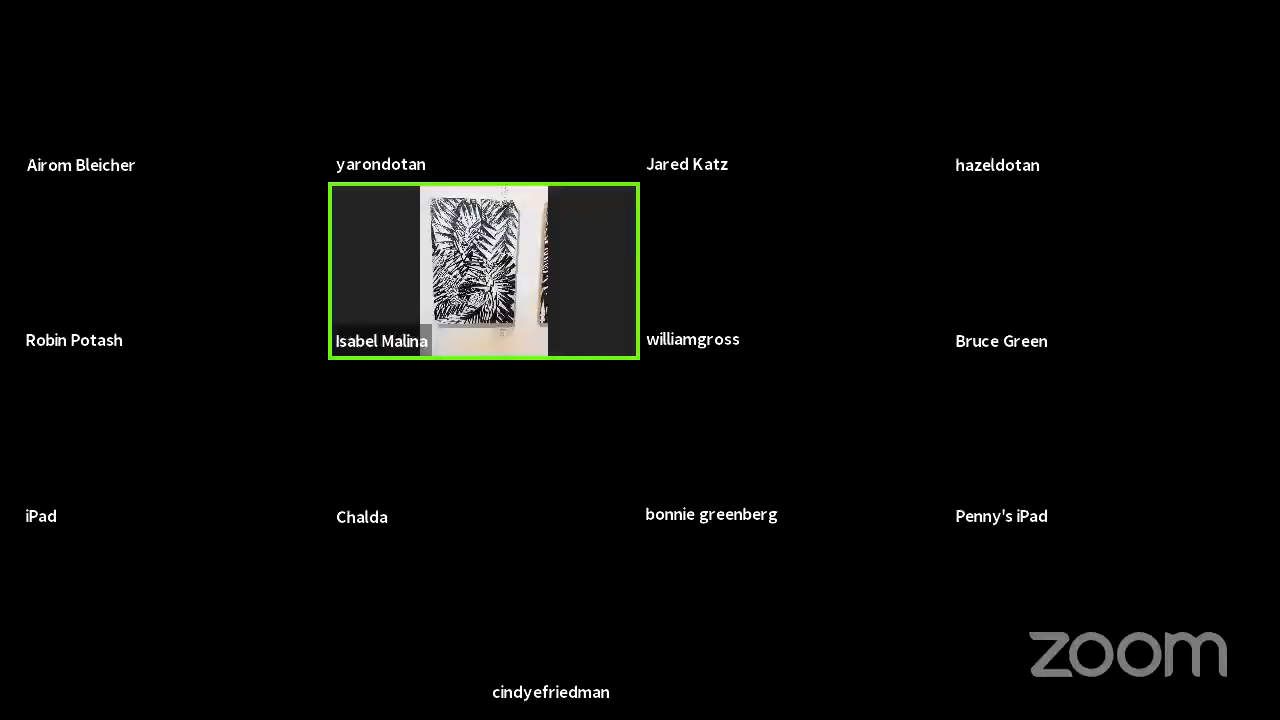 Airom Bleicher
yarondotan
Jared Katz
hazeldotan
Robin Potash
Isabel Malina
williamgross
Bruce Green
iPad
Chalda
bonnie greenberg
Penny's iPad
cindyefriedman
zoom